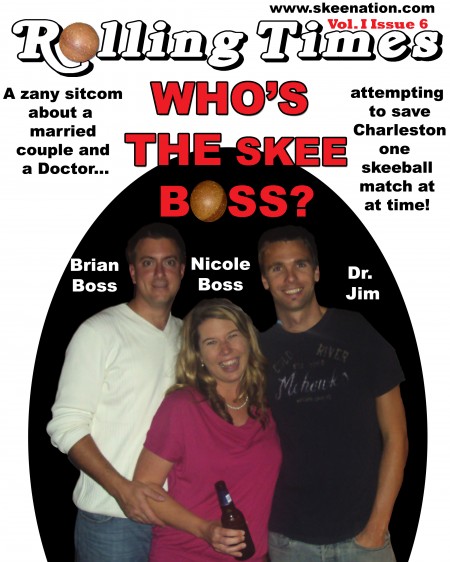 www.skeenation.com
Vol. I Issue 6
Rolling Times
A zany sitcom
about a
married
couple and
a Doctor...
WHO'S
THE SKEE
BOSS?
attempting
to save
Charleston
one
skeeball
match at
at time!
Brian
Boss
Nicole
Boss
Dr.
Jim
RIVER
Mohonk